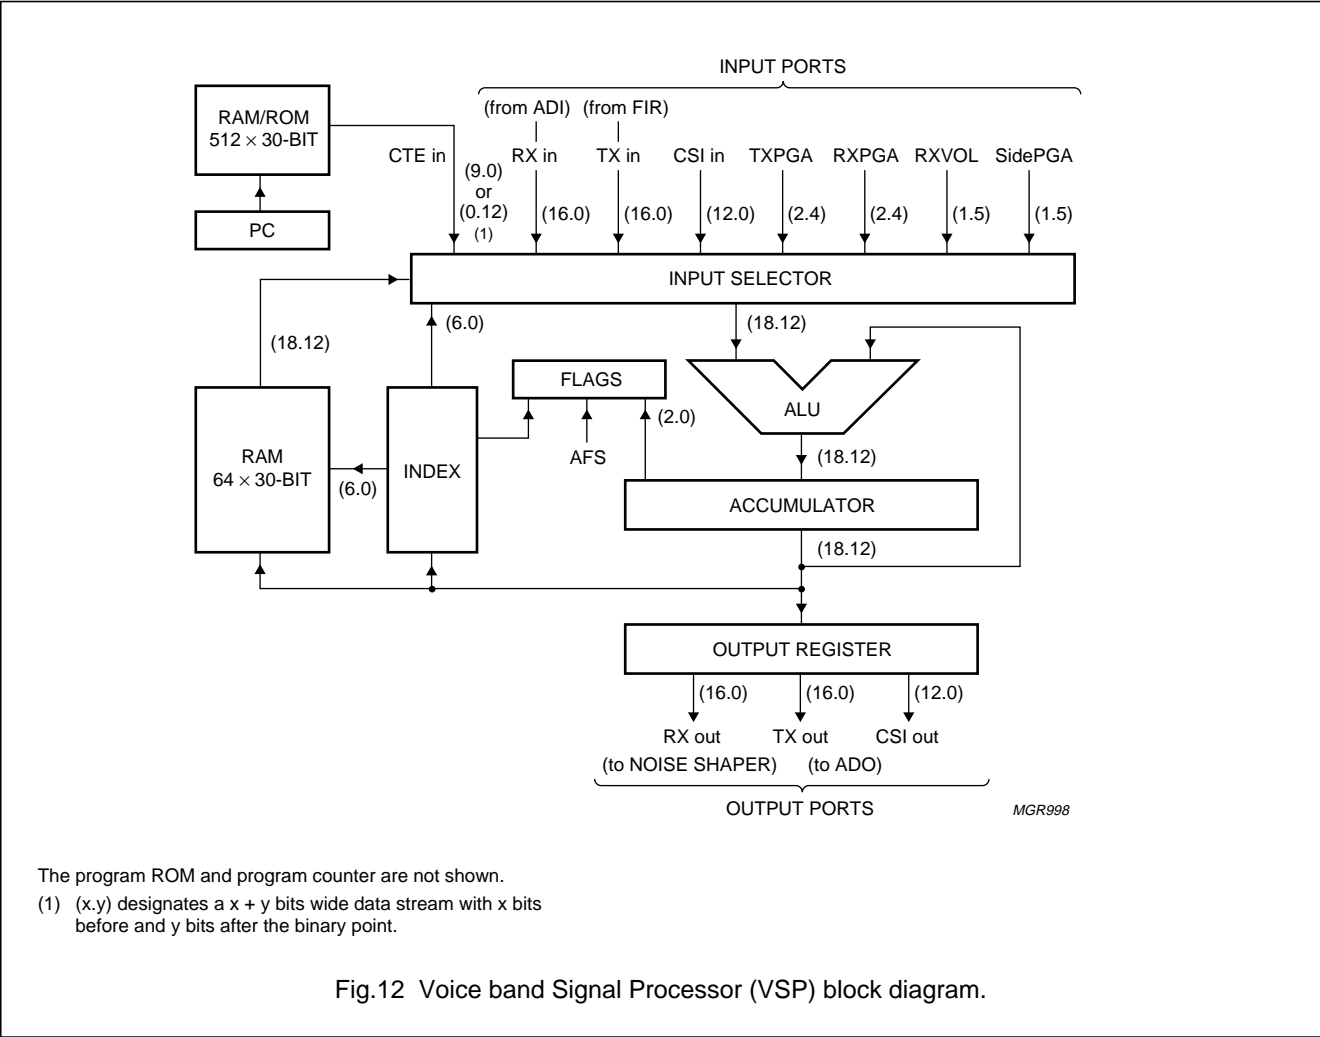 INPUT PORTS
RAM/ROM
512 × 30-BIT
(from ADI) (from FIR)
CTE in
RX in
TX in
CSI in
TXPGA
RXPGA
RXVOL
SidePGA
(9.0)
or
(0.12)
(1)
(16.0)
(16.0)
(12.0)
(2.4)
(2.4)
(1.5)
(1.5)
PC
INPUT SELECTOR
(18.12)
(6.0)
(18.12)
FLAGS
ALU
(2.0)
AFS
RAM
64 × 30-BIT
(6.0)
INDEX
(18.12)
ACCUMULATOR
(18.12)
OUTPUT REGISTER
(16.0)
(16.0)
(12.0)
RX out
TX out
CSI out
(to NOISE SHAPER)
(to ADO)
OUTPUT PORTS
MGR998
The program ROM and program counter are not shown.
(1) (x.y) designates a x + y bits wide data stream with x bits
before and y bits after the binary point.
Fig.12 Voice band Signal Processor (VSP) block diagram.